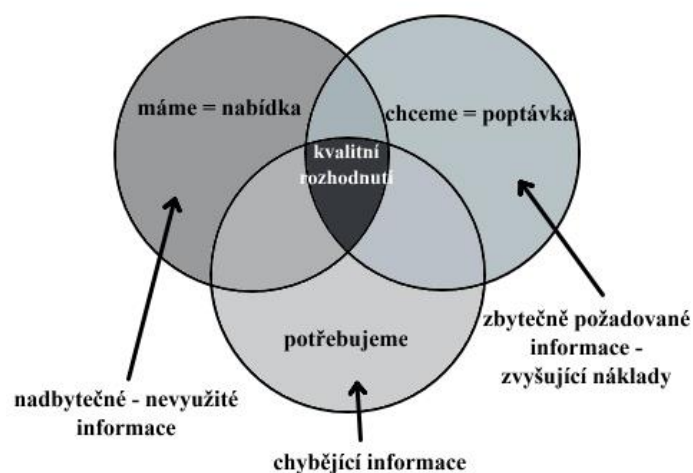 máme = nabídka
chceme = poptávka
kvalitní
rozhodnutí
potřebujeme
zbytečně požadované
informace -
zvyšující náklady
nadbytečné - nevyužité
informace
chybějící informace